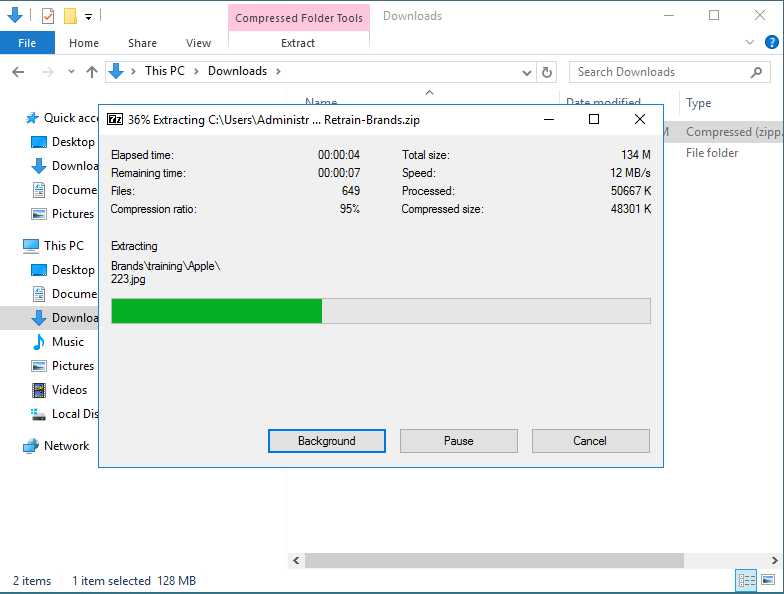 Compressed Folder Tools Downloads
File Home Share View Extract
This PC Downloads Search Downloads
Name Date modified Type
Quick acc
7z 36% Extracting C:\Users\Administr ... Retrain-Brands.zip
M Compressed (zipp
File folder
Desktop
Downloa
Docume
Pictures
This PC
Desktop
Docume
Downloa
Music
Pictures
Videos
Local Dis
Network
Elapsed time: 00:00:04 Total size: 134 M
Remaining time: 00:00:07 Speed: 12 MB/s
Files: 649 Processed: 50667 K
Compression ratio: 95% Compressed size: 48301 K
Extracting
Brands\training\Apple\
223.jpg
Background Pause Cancel
2 items 1 item selected 128 MB